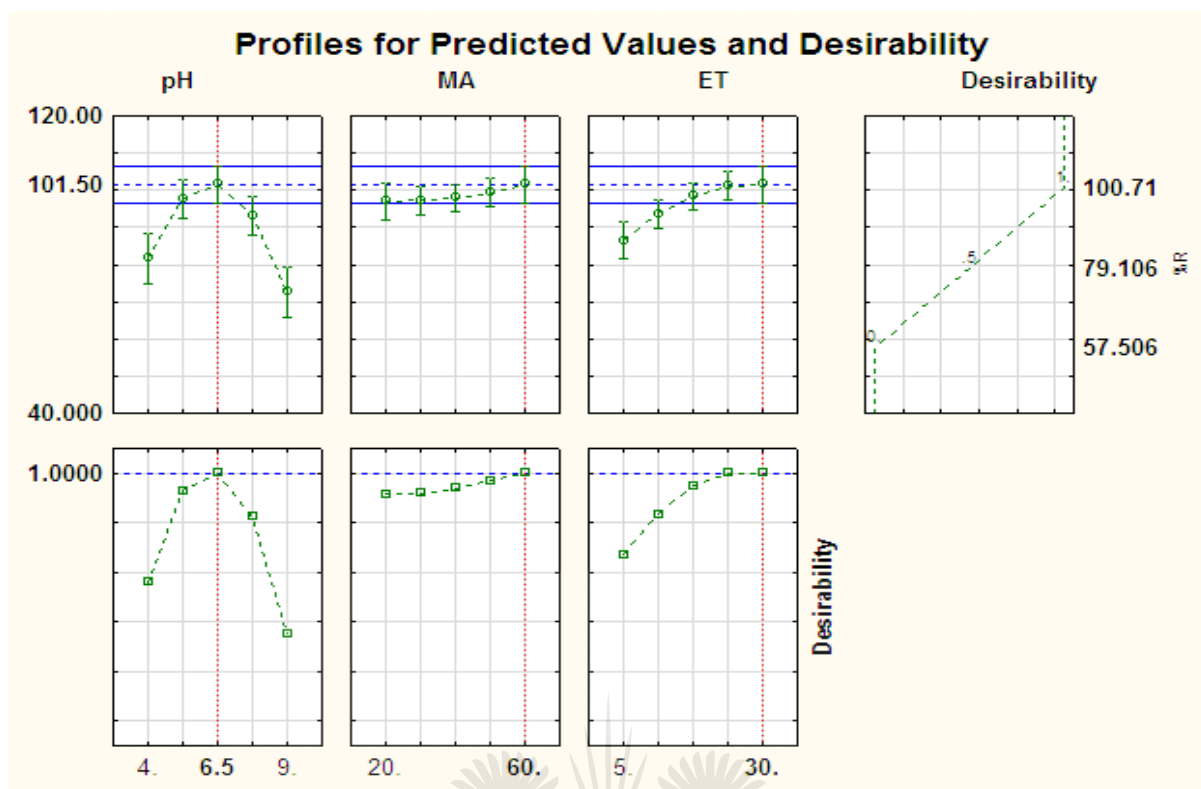 Profiles for Predicted Values and Desirability
pH MA ET Desirability
120.00
101.50
40.000
1. 100.71
.5 79.106
0. 57.506
%R
1.0000
Desirability
4. 6.5 9. 20. 60. 5. 30.